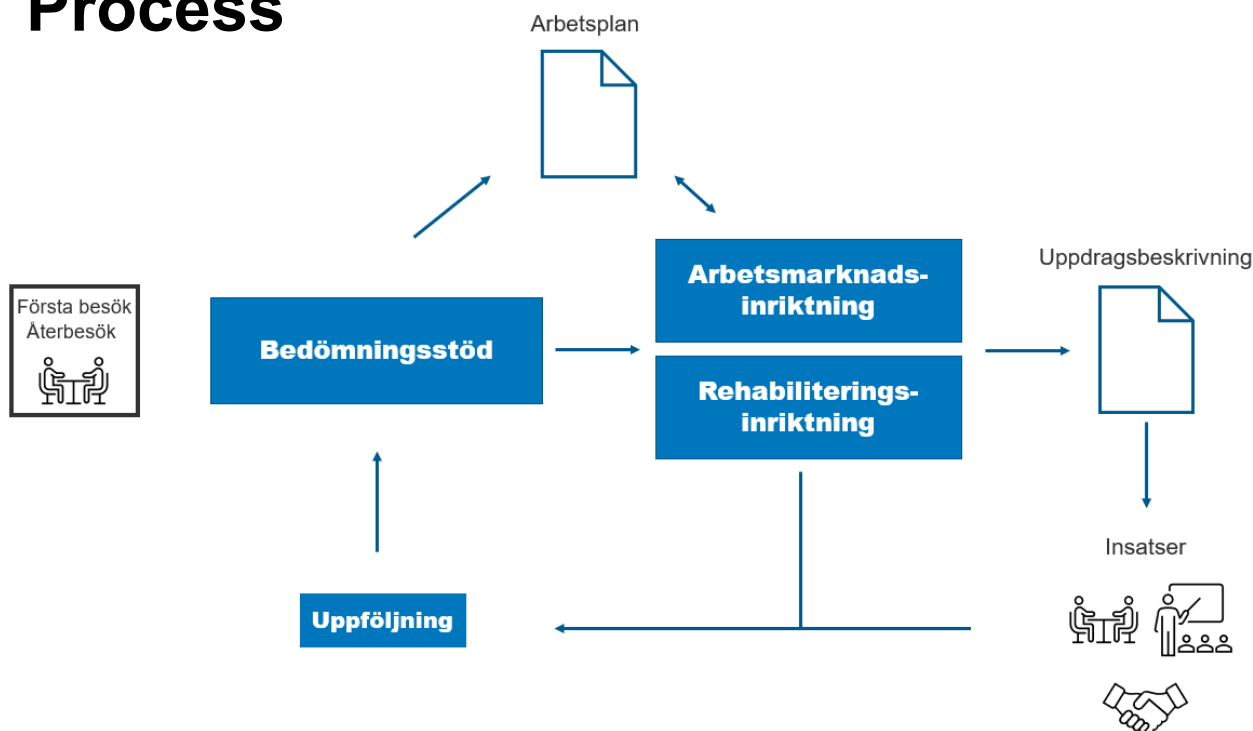 Process
Arbetsplan
Arbetsmarknads-
inriktning
Uppdragsbeskrivning
Första besök
Återbesök
Bedömningsstöd
Rehabiliterings-
inriktning
Insatser
Uppföljning